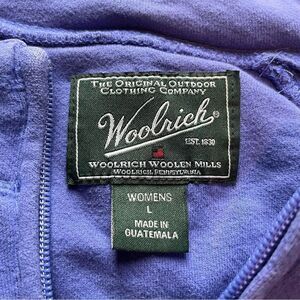 THE ORIGINAL OUTDOOR
CLOTHING COMPANY
Woolrich®
EST. 1830
WOOLRICH WOOLEN MILLS
WOOLRICH, PENNSYLVANIA
WOMENS
L
MADE IN
GUATEMALA